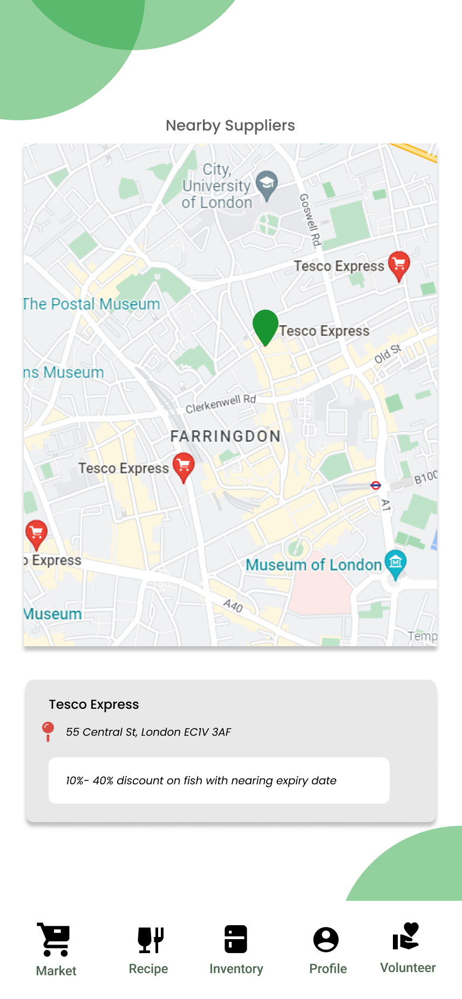 Nearby Suppliers
City,
University
of London
Goswell Rd.
Tesco Express
The Postal Museum
Tesco Express
Old St
ns Museum
Clerkenwell Rd
FARRINGDON
Tesco Express
B100
A1
o Express
Museum of London
A40
Museum
Temp
Tesco Express
55 Central St, London EC1V 3AF
10%- 40% discount on fish with nearing expiry date
Market
Recipe
Inventory
Profile
Volunteer